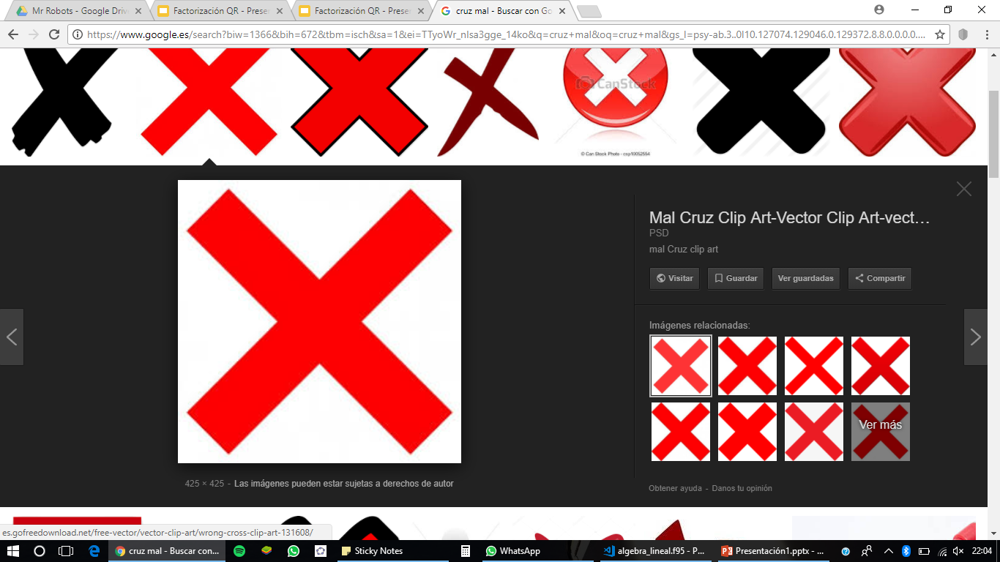 Mr Robots - Google Driv
Factorización QR - Prese
Factorización QR - Prese
cruz mal - Buscar con Go
https://www.google.es/search?biw=1366&bih=672&tbm=isch&sa=1&ei=TTyoWr_nIsa3gge_14ko&q=cruz+mal&oq=cruz+mal&gs_l=psy-ab.3..0l10.127074.129046.0.129372.8.8.0.0.0.0....
CanStock
© Can Stock Photo - csp10052554
Mal Cruz Clip Art-Vector Clip Art-vect…
PSD
mal Cruz clip art
Visitar
Guardar
Ver guardadas
Compartir
Imágenes relacionadas:
Ver más
425 × 425 - Las imágenes pueden estar sujetas a derechos de autor
Obtener ayuda - Danos tu opinión
es.gofreedownload.net/free-vector/vector-clip-art/wrong-cross-clip-art-131608/
cruz mal - Buscar con...
Sticky Notes
WhatsApp
algebra_lineal.f95 - P...
Presentación1.pptx - ...
22:04